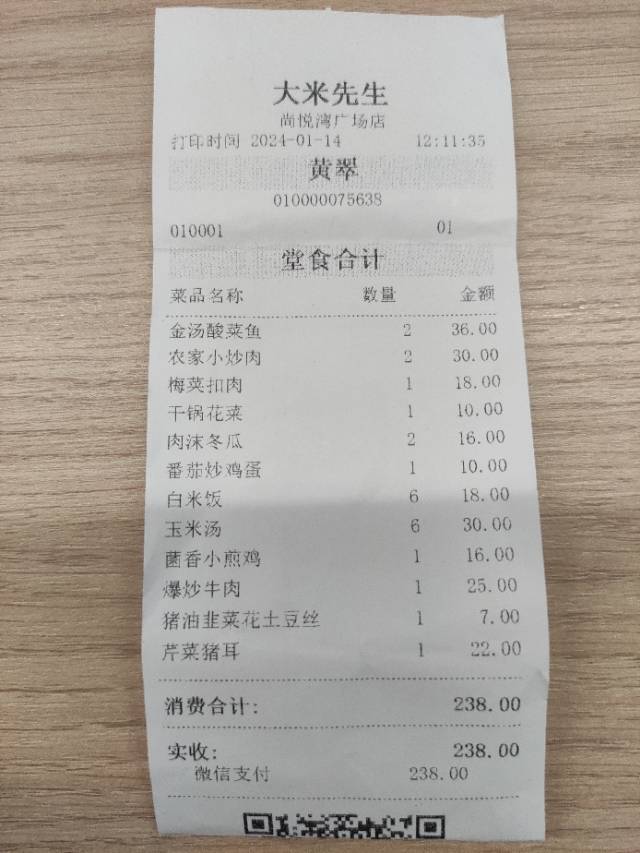 大米先生
尚悦湾广场店
打印时间 2024-01-14 12:11:35
黄翠
010000075638
010001 01
堂食合计
菜品名称 数量 金额
金汤酸菜鱼 2 36.00
农家小炒肉 2 30.00
梅菜扣肉 1 18.00
干锅花菜 1 10.00
肉沫冬瓜 2 16.00
番茄炒鸡蛋 1 10.00
白米饭 6 18.00
玉米汤 6 30.00
菌香小煎鸡 1 16.00
爆炒牛肉 1 25.00
猪油韭菜花土豆丝 1 7.00
芹菜猪耳 1 22.00
消费合计: 238.00
实收: 238.00
微信支付 238.00